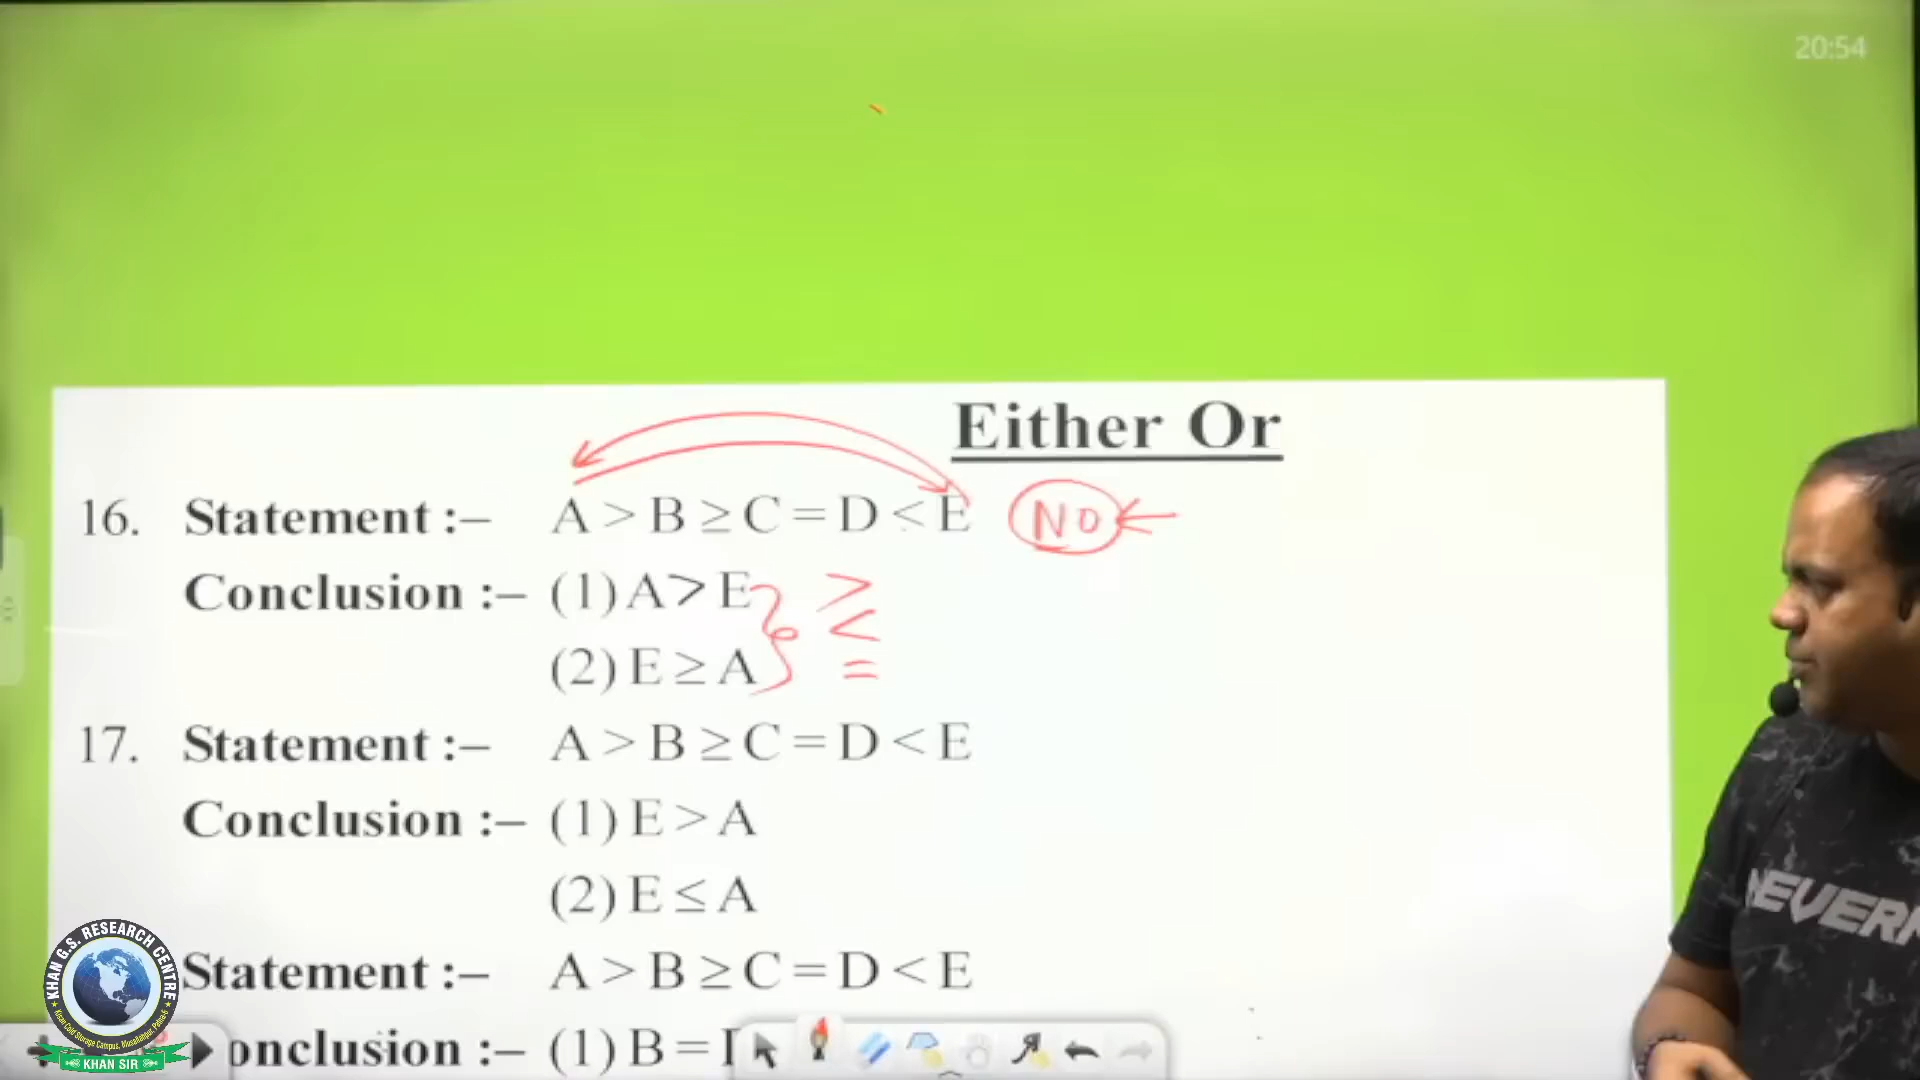 20:54
Either Or
16. Statement :– A > B ≥ C = D < E NO
Conclusion :– (1) A > E > < =
(2) E ≥ A
17. Statement :– A > B ≥ C = D < E
Conclusion :– (1) E > A
(2) E ≤ A
Statement :– A > B ≥ C = D < E
onclusion :– (1) B =
NEVERM
KHAN G.S. RESEARCH CENTRE
KHAN SIR